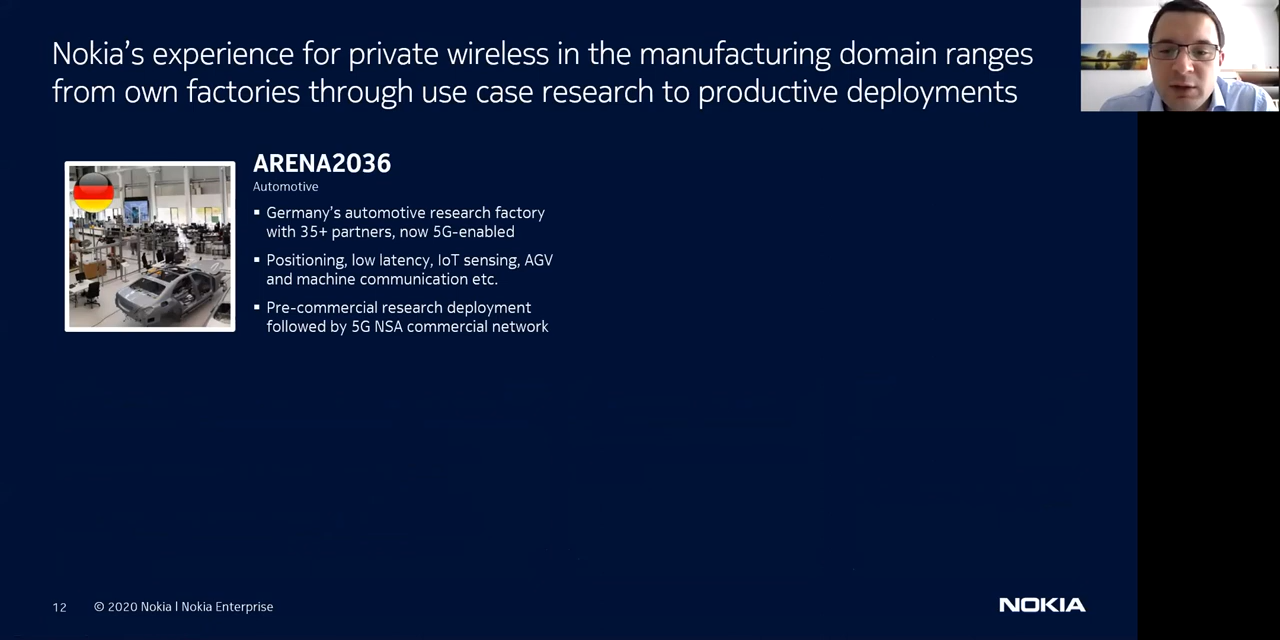 Nokia's experience for private wireless in the manufacturing domain ranges
from own factories through use case research to productive deployments
ARENA2036
Automotive
▪ Germany's automotive research factory
with 35+ partners, now 5G-enabled
▪ Positioning, low latency, IoT sensing, AGV
and machine communication etc.
▪ Pre-commercial research deployment
followed by 5G NSA commercial network
12 © 2020 Nokia I Nokia Enterprise
NOKIA